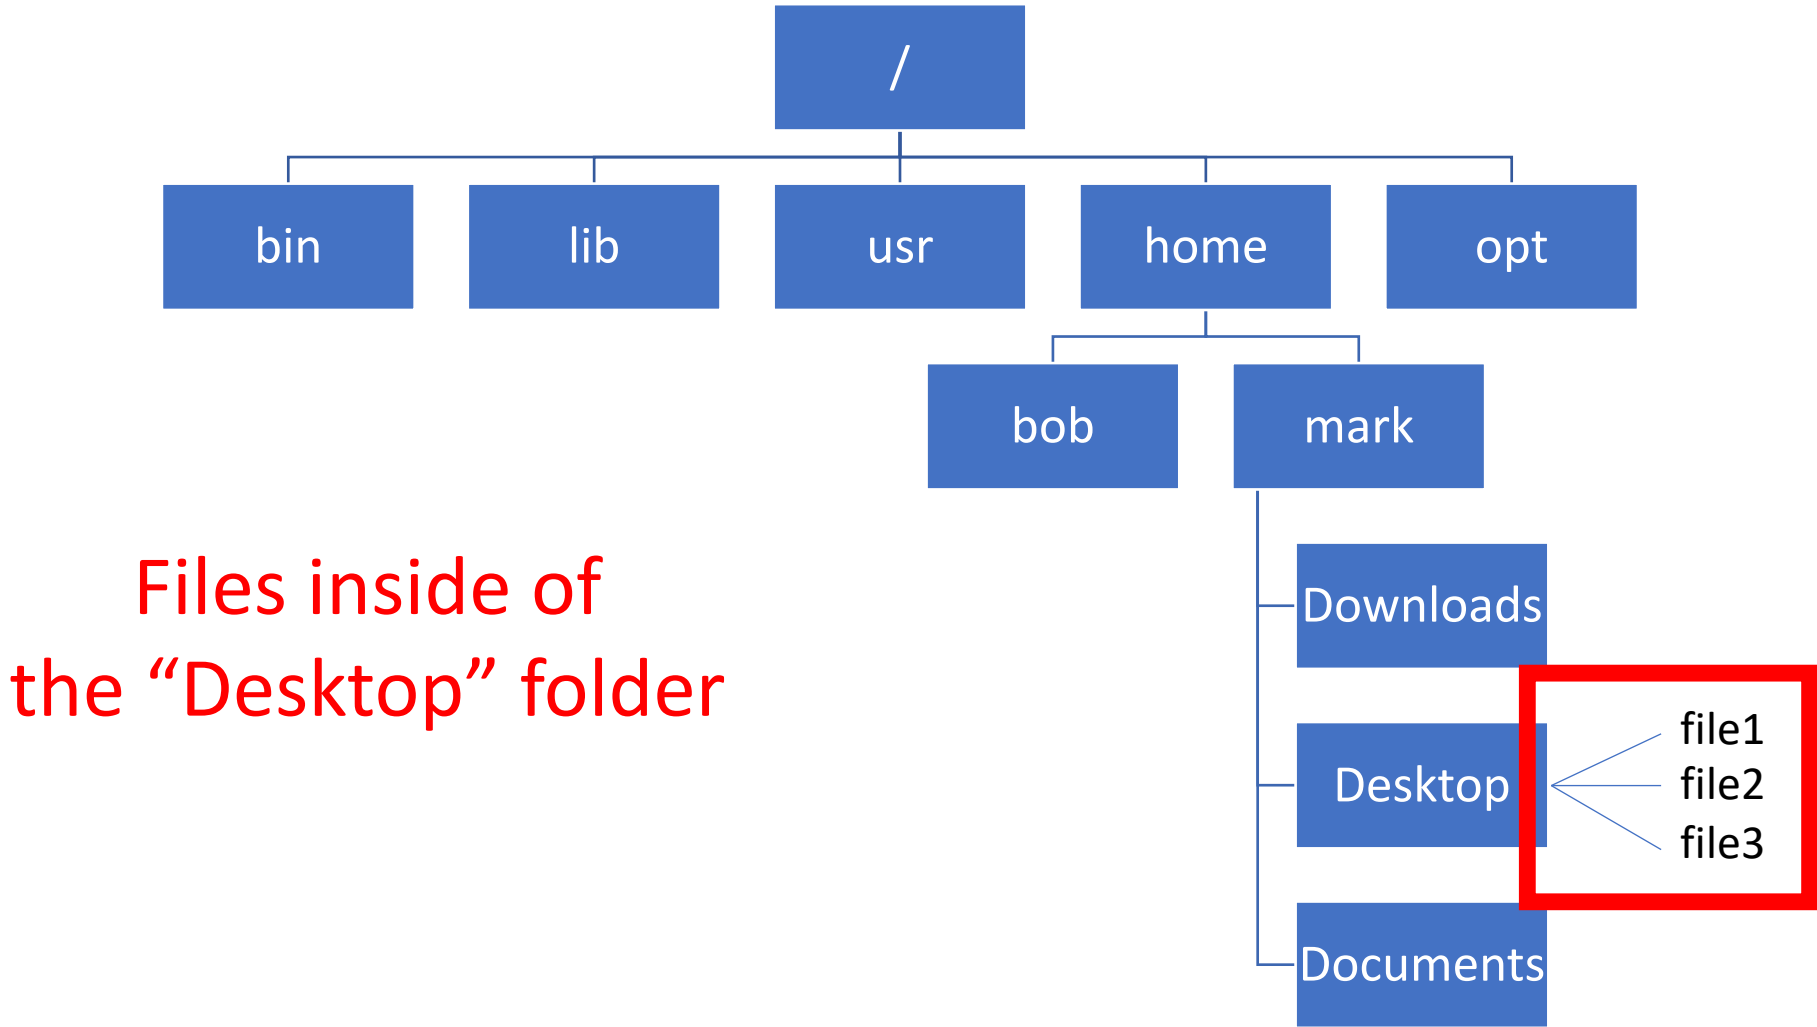 /
bin
lib
usr
home
opt
bob
mark
Files inside of
the “Desktop” folder
Downloads
Desktop
file1
file2
file3
Documents